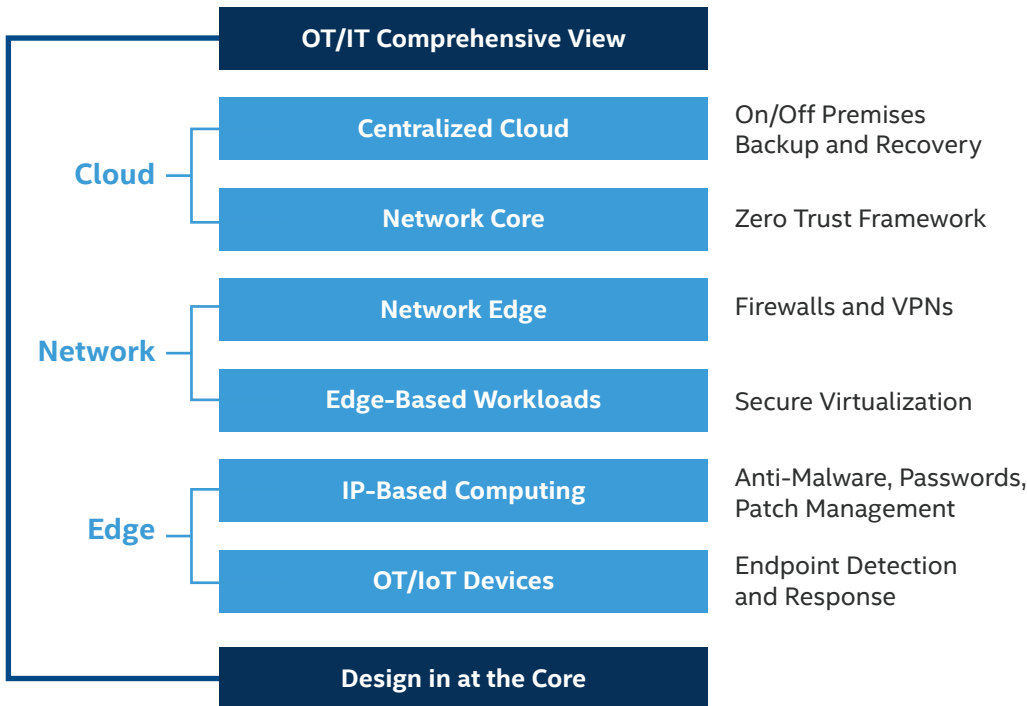 OT/IT Comprehensive View
Cloud
Centralized Cloud
On/Off Premises
Backup and Recovery
Network Core
Zero Trust Framework
Network
Network Edge
Firewalls and VPNs
Edge-Based Workloads
Secure Virtualization
Edge
IP-Based Computing
Anti-Malware, Passwords,
Patch Management
OT/IoT Devices
Endpoint Detection
and Response
Design in at the Core